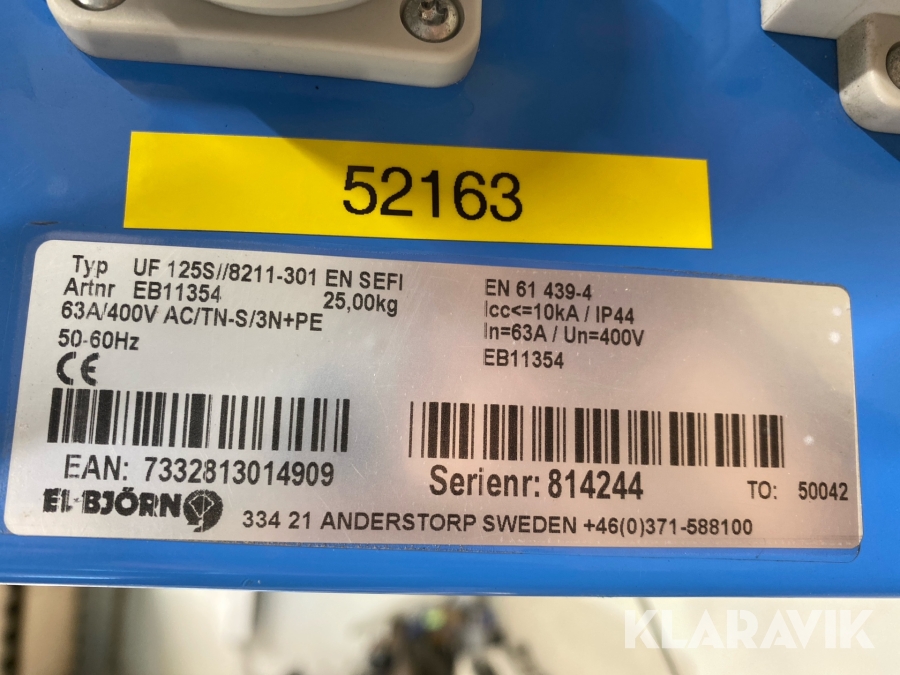 52163
Typ UF 125S//8211-301 EN SEFI
Artnr EB11354 25,00kg
63A/400V AC/TN-S/3N+PE
50-60Hz
CE
EN 61 439-4
Icc<=10kA / IP44
In=63A / Un=400V
EB11354
EAN: 7332813014909
Serienr: 814244
TO: 50042
EL-BJÖRN
334 21 ANDERSTORP SWEDEN +46(0)371-588100
KLARAVIK